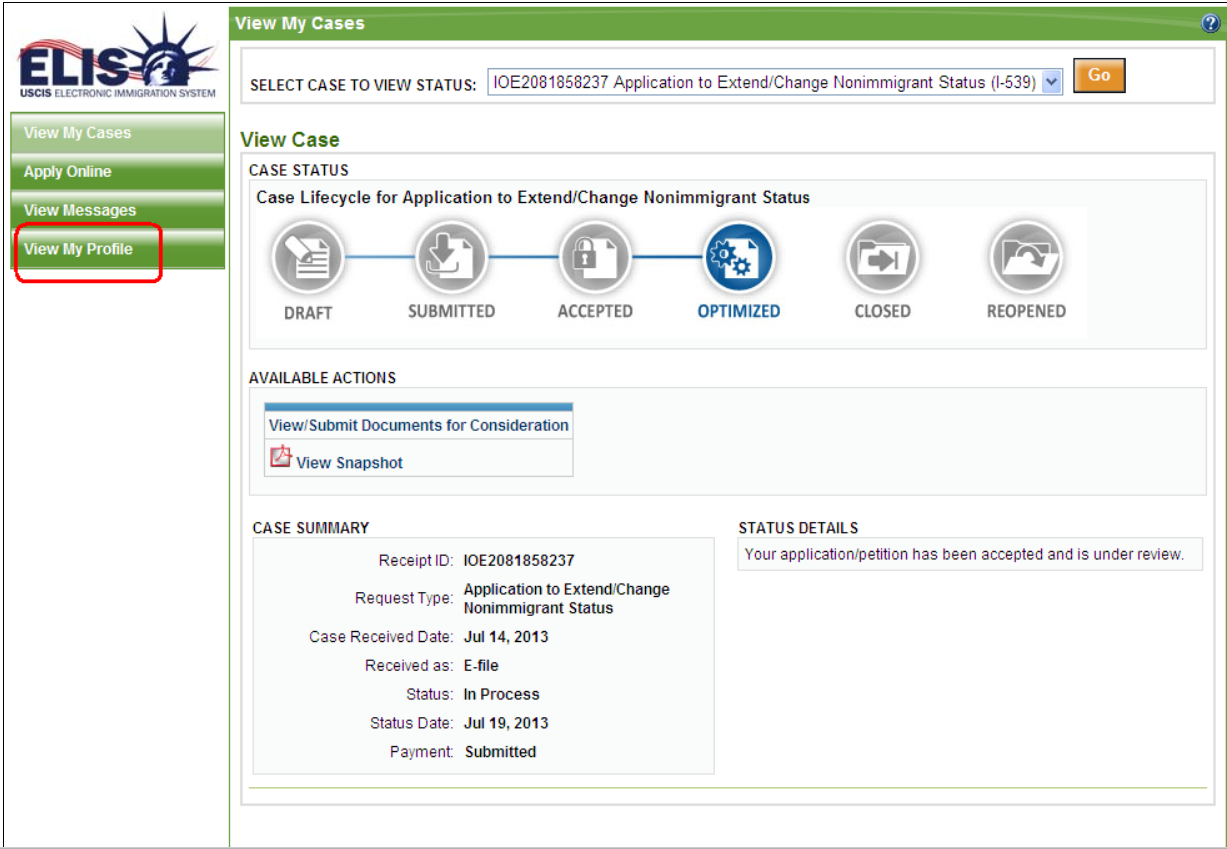 ELIS
USCIS ELECTRONIC IMMIGRATION SYSTEM
View My Cases
Apply Online
View Messages
View My Profile
View My Cases
?
SELECT CASE TO VIEW STATUS: IOE2081858237 Application to Extend/Change Nonimmigrant Status (I-539) Go
View Case
CASE STATUS
Case Lifecycle for Application to Extend/Change Nonimmigrant Status
DRAFT SUBMITTED ACCEPTED OPTIMIZED CLOSED REOPENED
AVAILABLE ACTIONS
View/Submit Documents for Consideration
View Snapshot
CASE SUMMARY
Receipt ID: IOE2081858237
Request Type: Application to Extend/Change
Nonimmigrant Status
Case Received Date: Jul 14, 2013
Received as: E-file
Status: In Process
Status Date: Jul 19, 2013
Payment: Submitted
STATUS DETAILS
Your application/petition has been accepted and is under review.